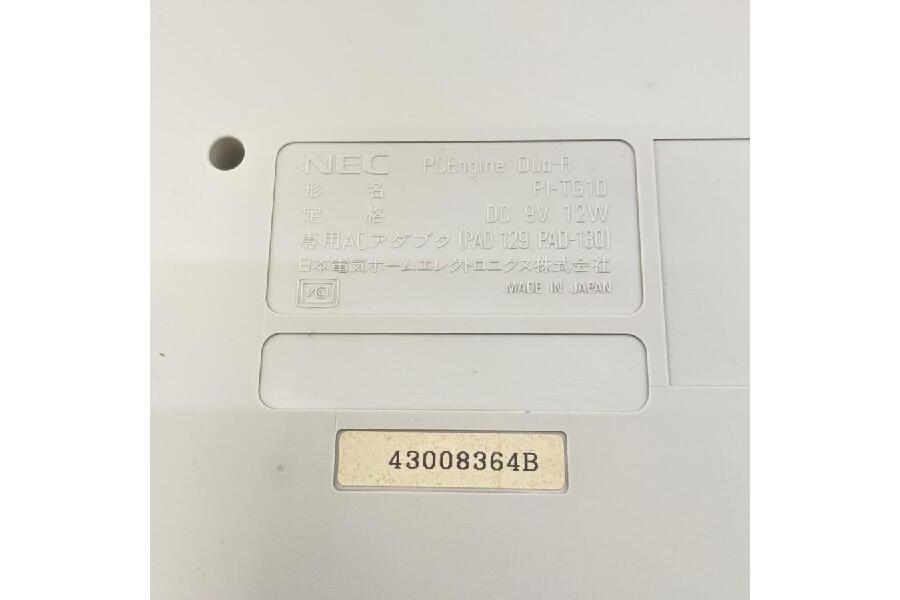 NEC PCEngine Duo-R
形名 PI-TG10
定格 DC 9V 12W
専用ACアダプタ(PAD-129、PAD-130)
日本電気ホームエレクトロニクス株式会社
VCI MADE IN JAPAN
43008364B